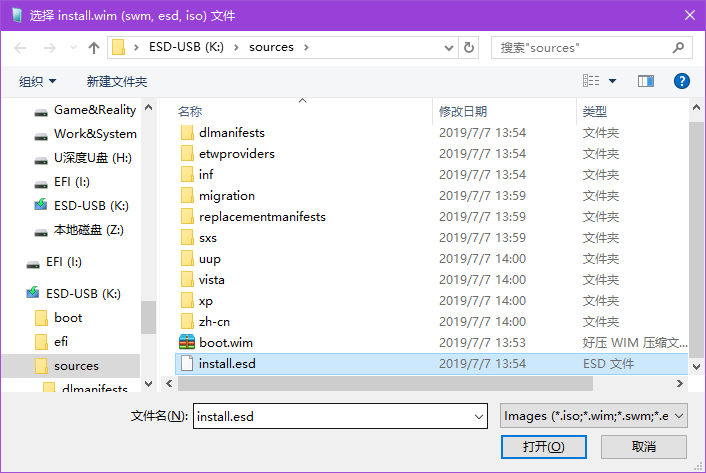 选择 install.wim (swm, esd, iso) 文件
ESD-USB (K:) › sources ›
搜索"sources"
组织 新建文件夹
名称 修改日期 类型
Game&Reality
Work&System
U深度U盘 (H:)
EFI (I:)
ESD-USB (K:)
本地磁盘 (Z:)
EFI (I:)
ESD-USB (K:)
boot
efi
sources
dlmanifests
dlmanifests 2019/7/7 13:54 文件夹
etwproviders 2019/7/7 13:54 文件夹
inf 2019/7/7 13:54 文件夹
migration 2019/7/7 13:59 文件夹
replacementmanifests 2019/7/7 13:59 文件夹
sxs 2019/7/7 13:59 文件夹
uup 2019/7/7 14:00 文件夹
vista 2019/7/7 14:00 文件夹
xp 2019/7/7 14:00 文件夹
zh-cn 2019/7/7 14:00 文件夹
boot.wim 2019/7/7 13:53 好压 WIM 压缩文...
install.esd 2019/7/7 13:54 ESD 文件
文件名(N): install.esd Images (*.iso;*.wim;*.swm;*.e
打开(O) 取消